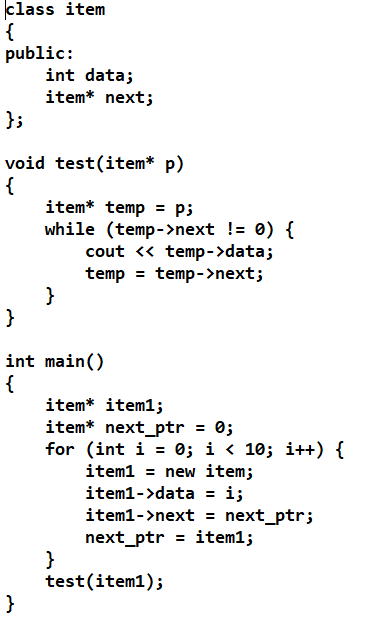 class item
{
public:
    int data;
    item* next;
};

void test(item* p)
{
    item* temp = p;
    while (temp->next != 0) {
        cout << temp->data;
        temp = temp->next;
    }
}

int main()
{
    item* item1;
    item* next_ptr = 0;
    for (int i = 0; i < 10; i++) {
        item1 = new item;
        item1->data = i;
        item1->next = next_ptr;
        next_ptr = item1;
    }
    test(item1);
}